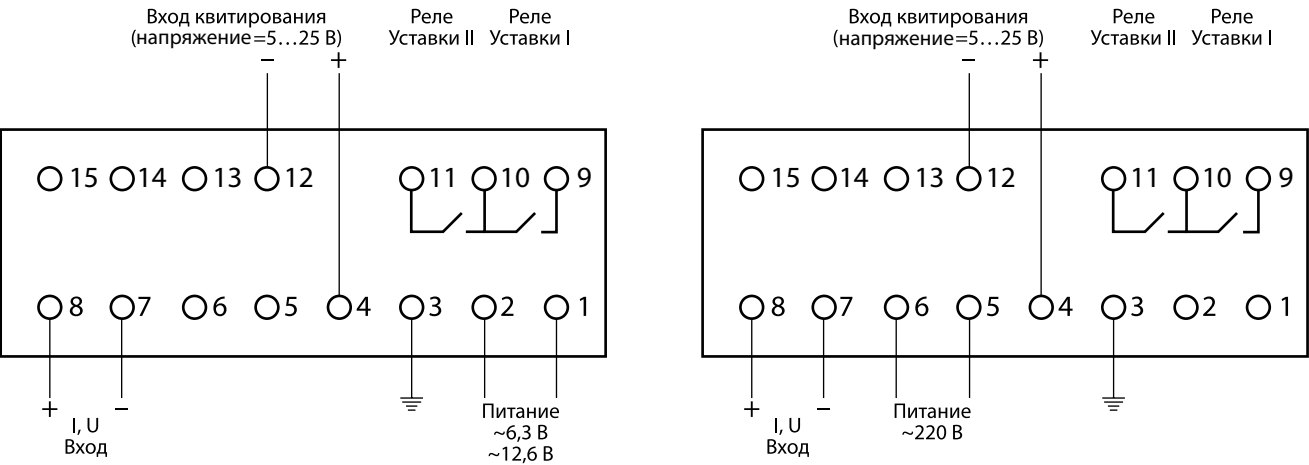 Вход квитирования
(напряжение=5...25 В)
− +
Реле
Уставки II
Реле
Уставки I
15 14 13 12 11 10 9
8 7 6 5 4 3 2 1
+ −
I, U
Вход
Питание
~6,3 В
~12,6 В
Вход квитирования
(напряжение=5...25 В)
− +
Реле
Уставки II
Реле
Уставки I
15 14 13 12 11 10 9
8 7 6 5 4 3 2 1
+ −
I, U
Вход
Питание
~220 В